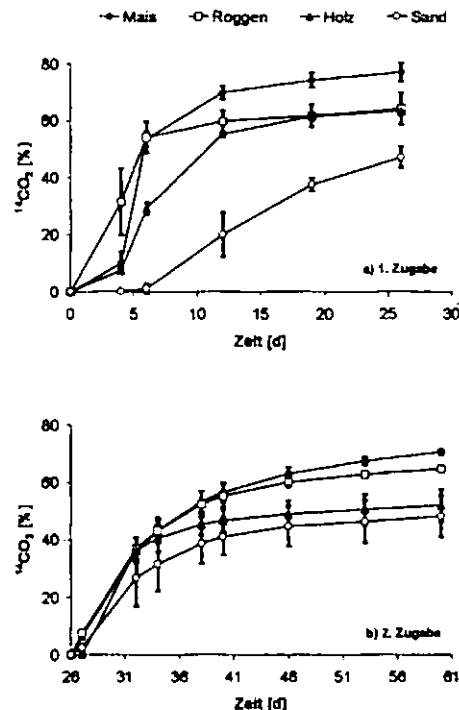 Mais Roggen Holz Sand
80
60
40
20
0
¹⁴CO₂ [%]
a) 1. Zugabe
0 5 10 15 20 25 30
Zeit [d]
80
60
40
20
0
¹⁴CO₂ [%]
b) 2. Zugabe
26 31 36 41 46 51 56 61
Zeit [d]